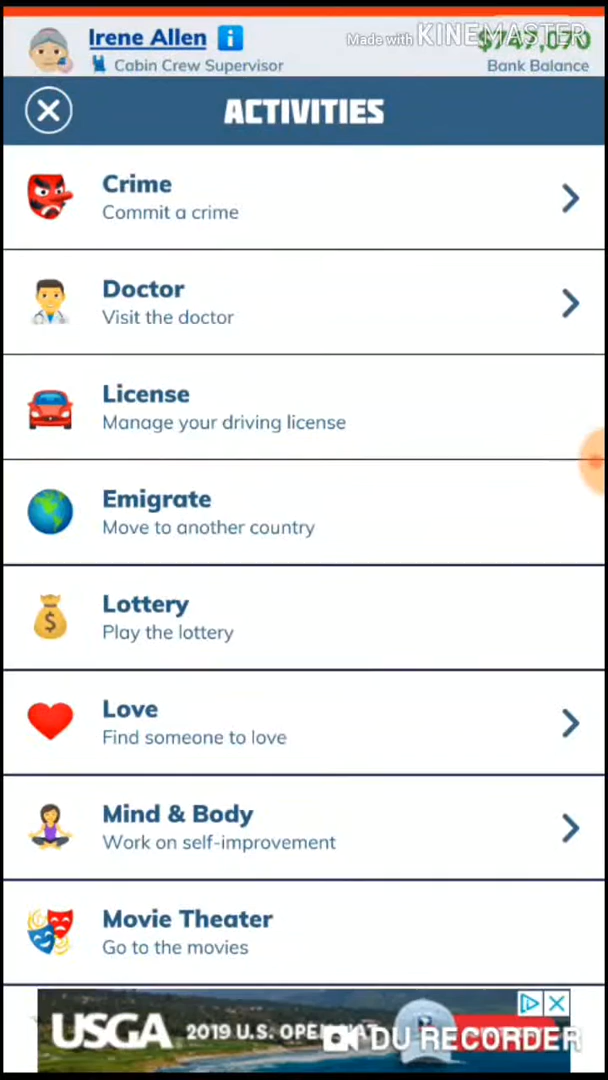 Irene Allen i
Made with KINEMASTER
$747,070
Cabin Crew Supervisor
Bank Balance
ACTIVITIES
Crime
Commit a crime
Doctor
Visit the doctor
License
Manage your driving license
Emigrate
Move to another country
Lottery
Play the lottery
Love
Find someone to love
Mind & Body
Work on self-improvement
Movie Theater
Go to the movies
USGA 2019 U.S. OPEN
DU RECORDER